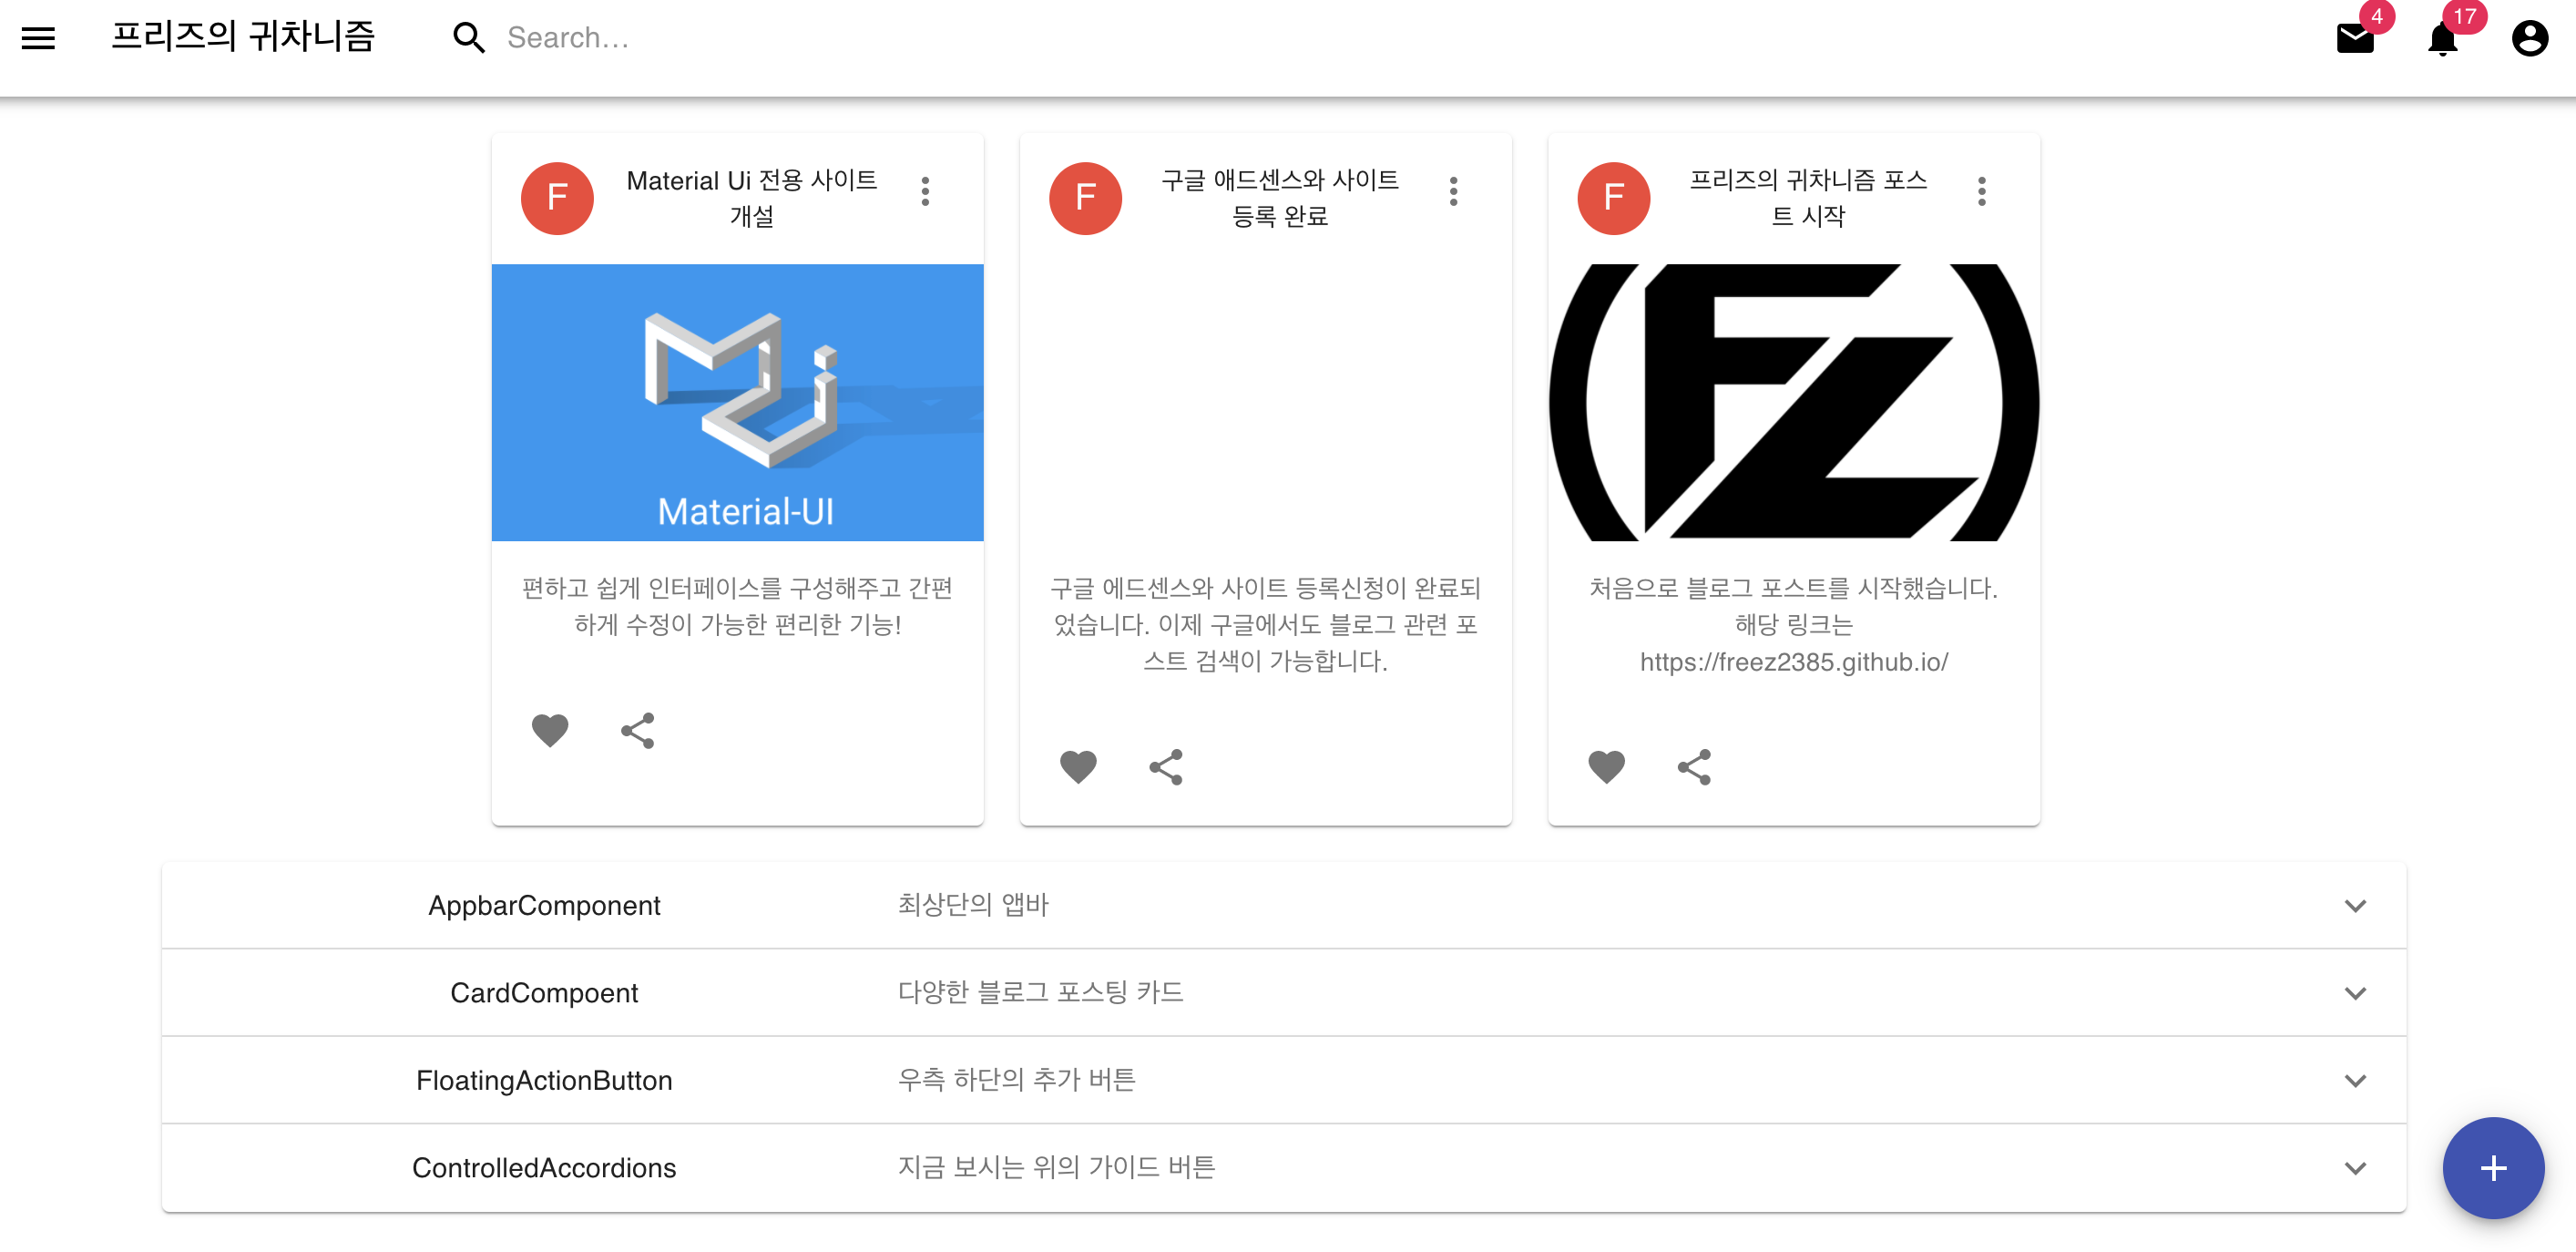 프리즈의 귀차니즘
Search…
4
17
F
Material Ui 전용 사이트
개설
Material-UI
편하고 쉽게 인터페이스를 구성해주고 간편
하게 수정이 가능한 편리한 기능!
F
구글 애드센스와 사이트
등록 완료
구글 에드센스와 사이트 등록신청이 완료되
었습니다. 이제 구글에서도 블로그 관련 포
스트 검색이 가능합니다.
F
프리즈의 귀차니즘 포스
트 시작
(FZ)
처음으로 블로그 포스트를 시작했습니다.
해당 링크는
https://freez2385.github.io/
AppbarComponent 최상단의 앱바
CardCompoent 다양한 블로그 포스팅 카드
FloatingActionButton 우측 하단의 추가 버튼
ControlledAccordions 지금 보시는 위의 가이드 버튼